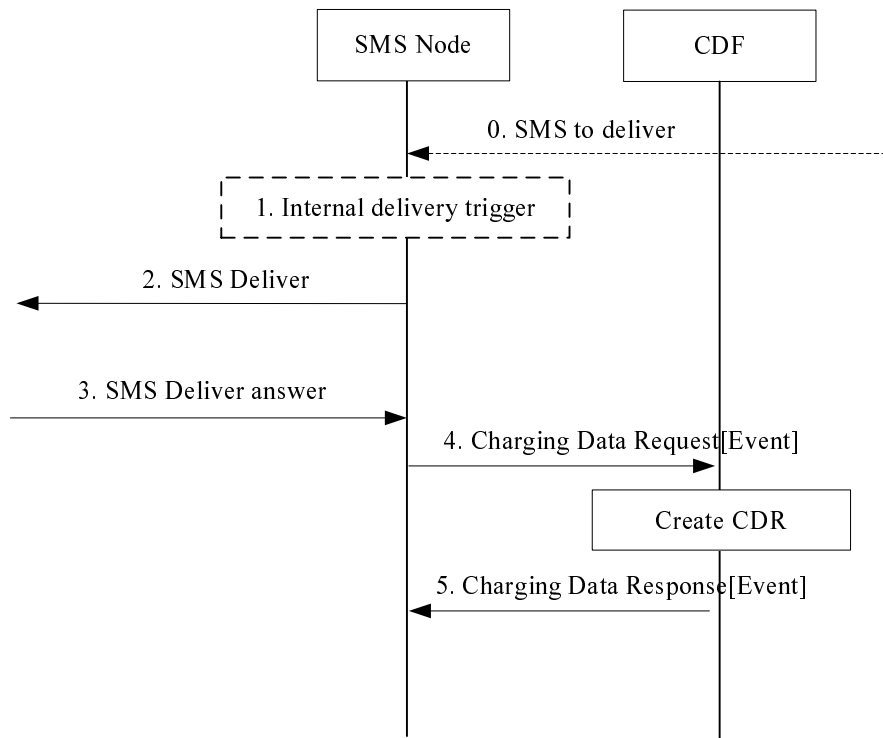 SMS Node
CDF
0. SMS to deliver
1. Internal delivery trigger
2. SMS Deliver
3. SMS Deliver answer
4. Charging Data Request[Event]
Create CDR
5. Charging Data Response[Event]